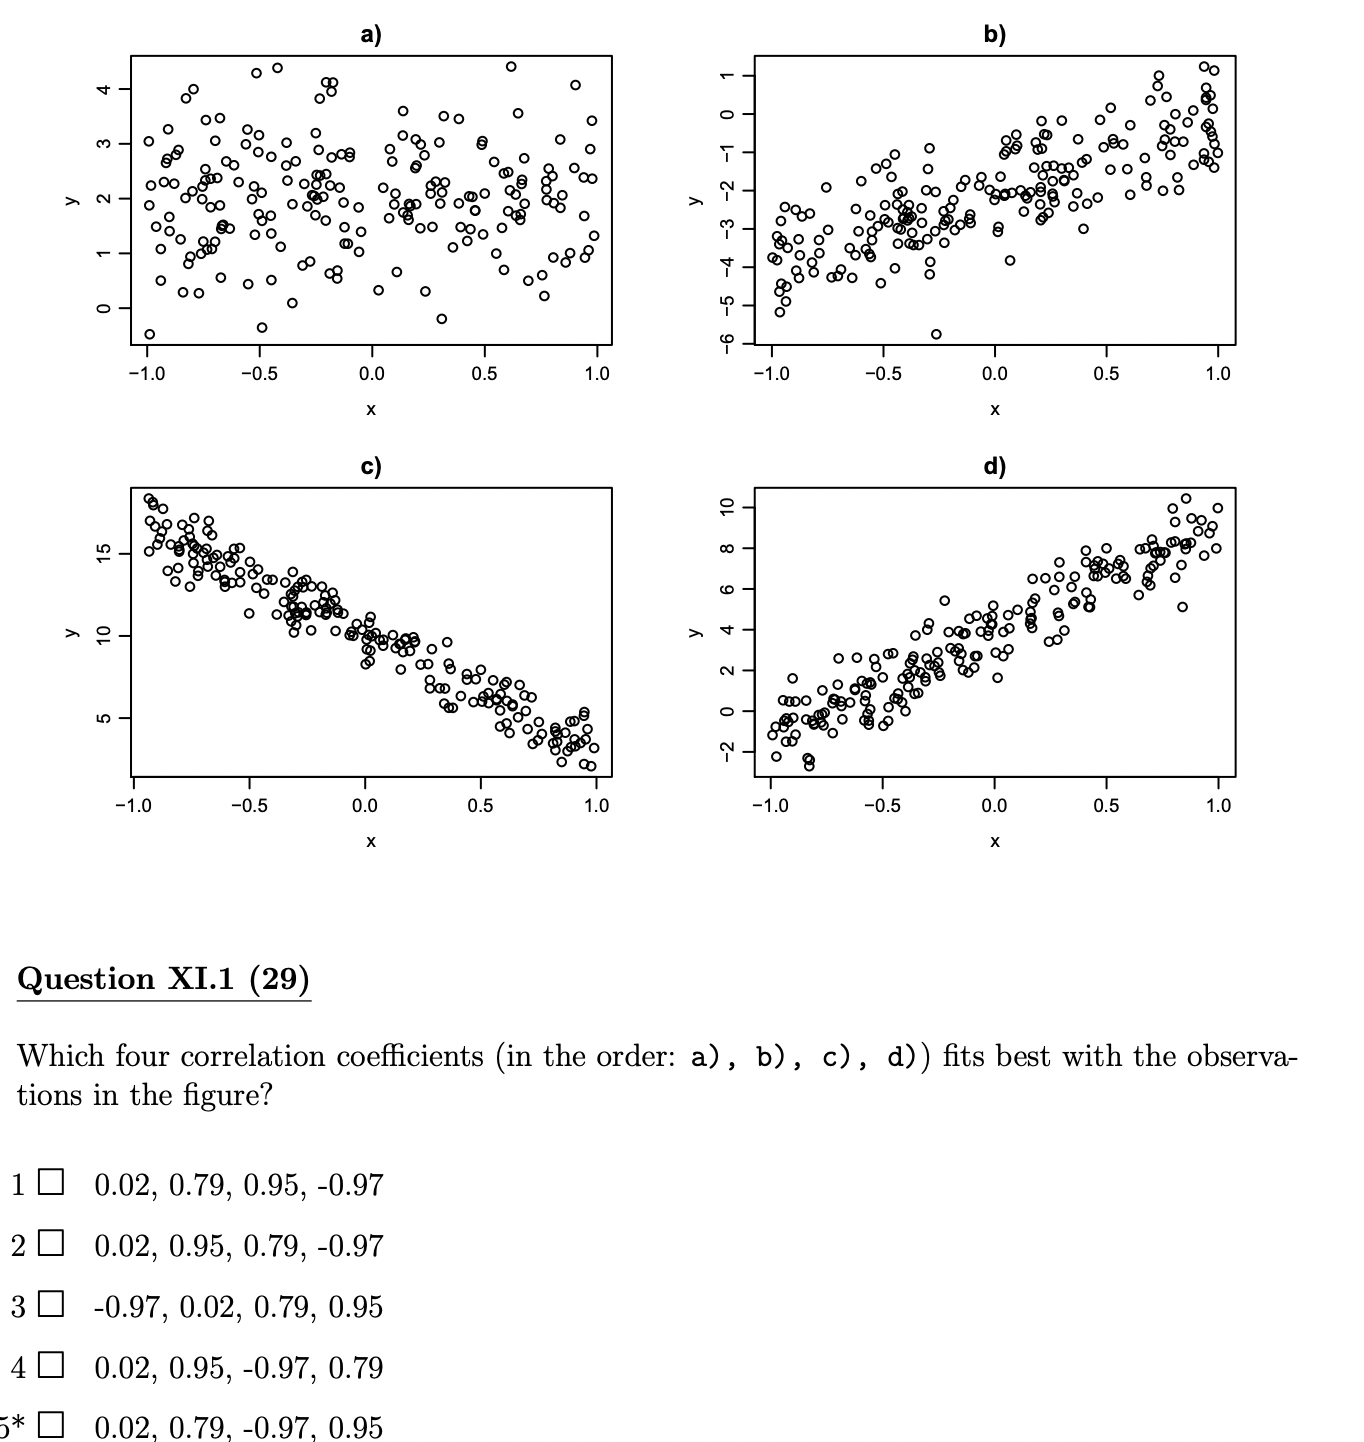 a)
4
3
2
1
0
y
−1.0 −0.5 0.0 0.5 1.0
x
b)
1
0
−1
−2
−3
−4
−5
−6
y
−1.0 −0.5 0.0 0.5 1.0
x
c)
15
10
5
y
−1.0 −0.5 0.0 0.5 1.0
x
d)
10
8
6
4
2
0
−2
y
−1.0 −0.5 0.0 0.5 1.0
x
Question XI.1 (29)
Which four correlation coefficients (in the order: a), b), c), d)) fits best with the observa-
tions in the figure?
1 □ 0.02, 0.79, 0.95, -0.97
2 □ 0.02, 0.95, 0.79, -0.97
3 □ -0.97, 0.02, 0.79, 0.95
4 □ 0.02, 0.95, -0.97, 0.79
5* □ 0.02, 0.79, -0.97, 0.95